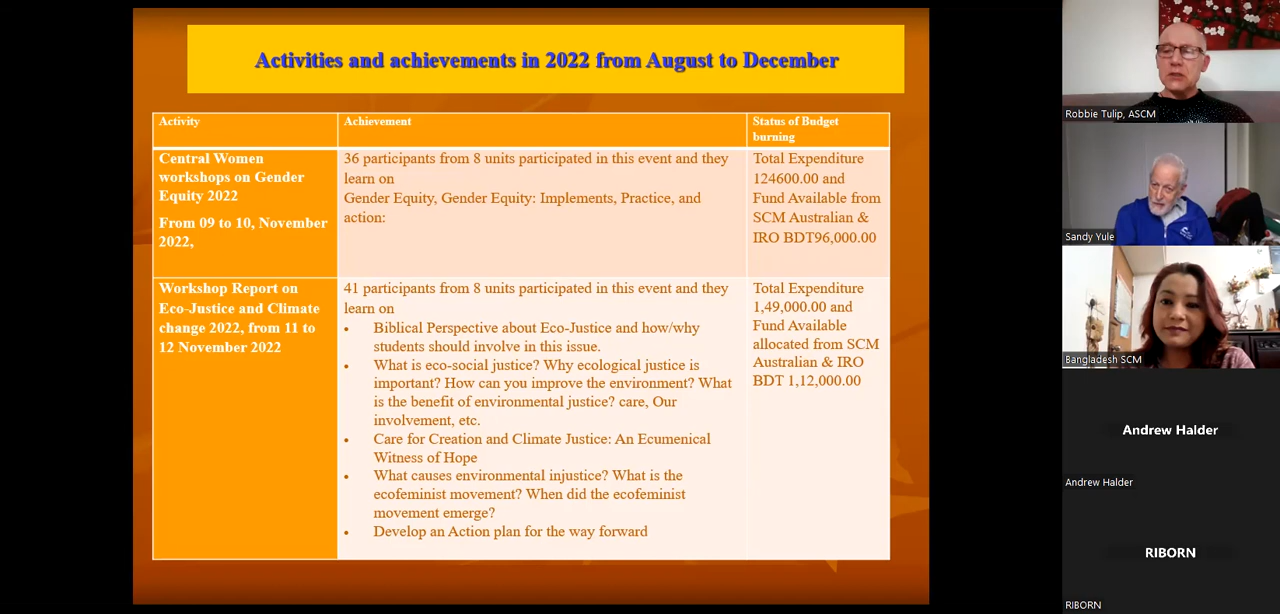 Activities and achievements in 2022 from August to December
Activity
Achievement
Status of Budget
burning
Central Women
workshops on Gender
Equity 2022
From 09 to 10, November
2022,
36 participants from 8 units participated in this event and they
learn on
Gender Equity, Gender Equity: Implements, Practice, and
action:
Total Expenditure
124600.00 and
Fund Available from
SCM Australian &
IRO BDT96,000.00
Workshop Report on
Eco-Justice and Climate
change 2022, from 11 to
12 November 2022
41 participants from 8 units participated in this event and they
learn on
• Biblical Perspective about Eco-Justice and how/why
students should involve in this issue.
• What is eco-social justice? Why ecological justice is
important? How can you improve the environment? What
is the benefit of environmental justice? care, Our
involvement, etc.
• Care for Creation and Climate Justice: An Ecumenical
Witness of Hope
• What causes environmental injustice? What is the
ecofeminist movement? When did the ecofeminist
movement emerge?
• Develop an Action plan for the way forward
Total Expenditure
1,49,000.00 and
Fund Available
allocated from SCM
Australian & IRO
BDT 1,12,000.00
Robbie Tulip, ASCM
Sandy Yule
Bangladesh SCM
Andrew Halder
Andrew Halder
RIBORN
RIBORN